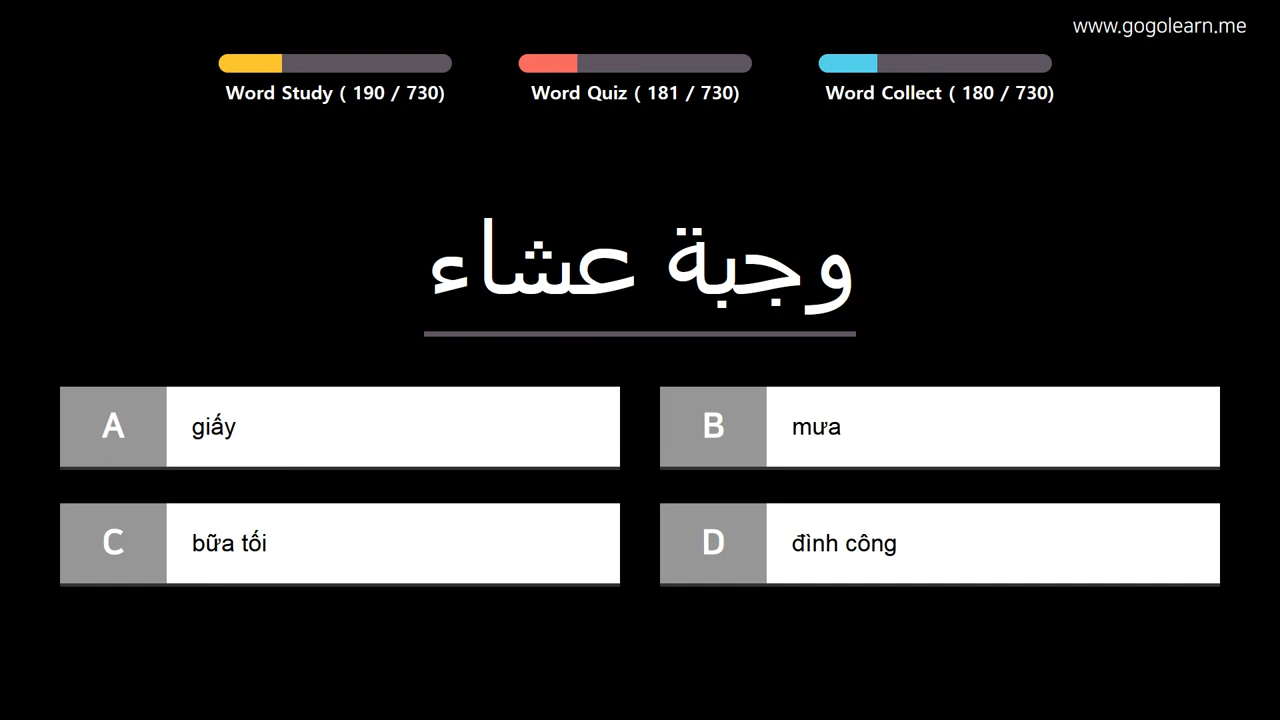 www.gogolearn.me
Word Study ( 190 / 730)
Word Quiz ( 181 / 730)
Word Collect ( 180 / 730)
وجبة عشاء
A giấy
B mưa
C bữa tối
D đình công